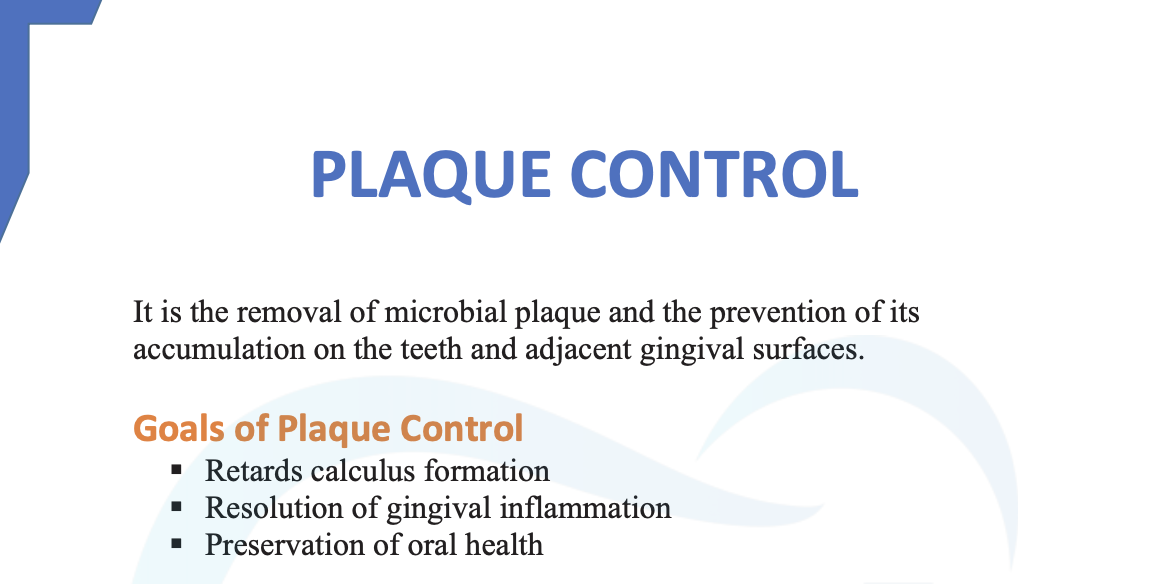 PLAQUE CONTROL
It is the removal of microbial plaque and the prevention of its
accumulation on the teeth and adjacent gingival surfaces.
Goals of Plaque Control
▪ Retards calculus formation
▪ Resolution of gingival inflammation
▪ Preservation of oral health